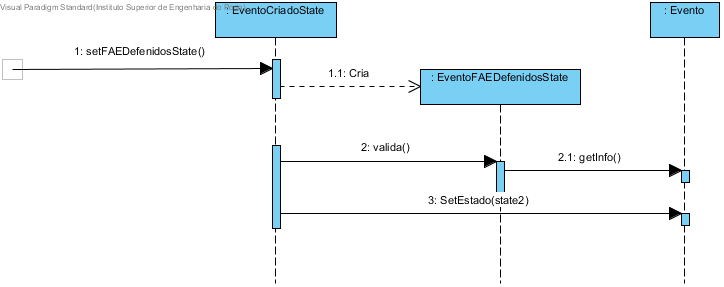 Visual Paradigm Standard(Instituto Superior de Engenharia do Porto)
: EventoCriadoState
: Evento
1: setFAEDefenidosState()
1.1: Cria
: EventoFAEDefenidosState
2: valida()
2.1: getInfo()
3: SetEstado(state2)